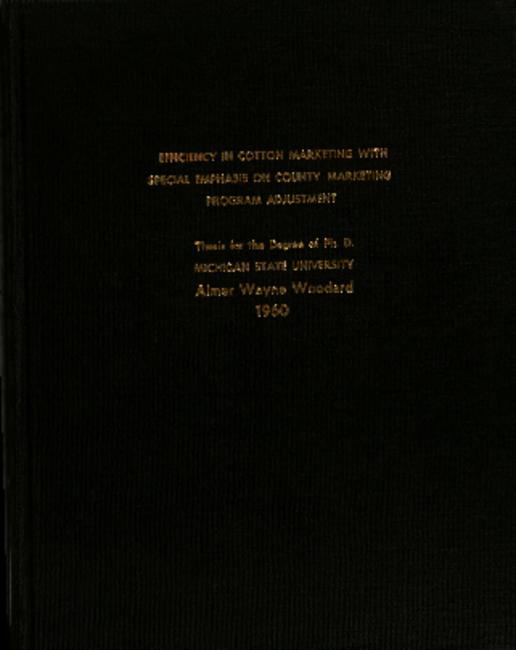 EFFICIENCY IN COTTON MARKETING WITH
SPECIAL EMPHASIS ON COUNTY MARKETING
PROGRAM ADJUSTMENT
Thesis for the Degree of Ph. D.
MICHIGAN STATE UNIVERSITY
Almer Wayne Woodard
1960